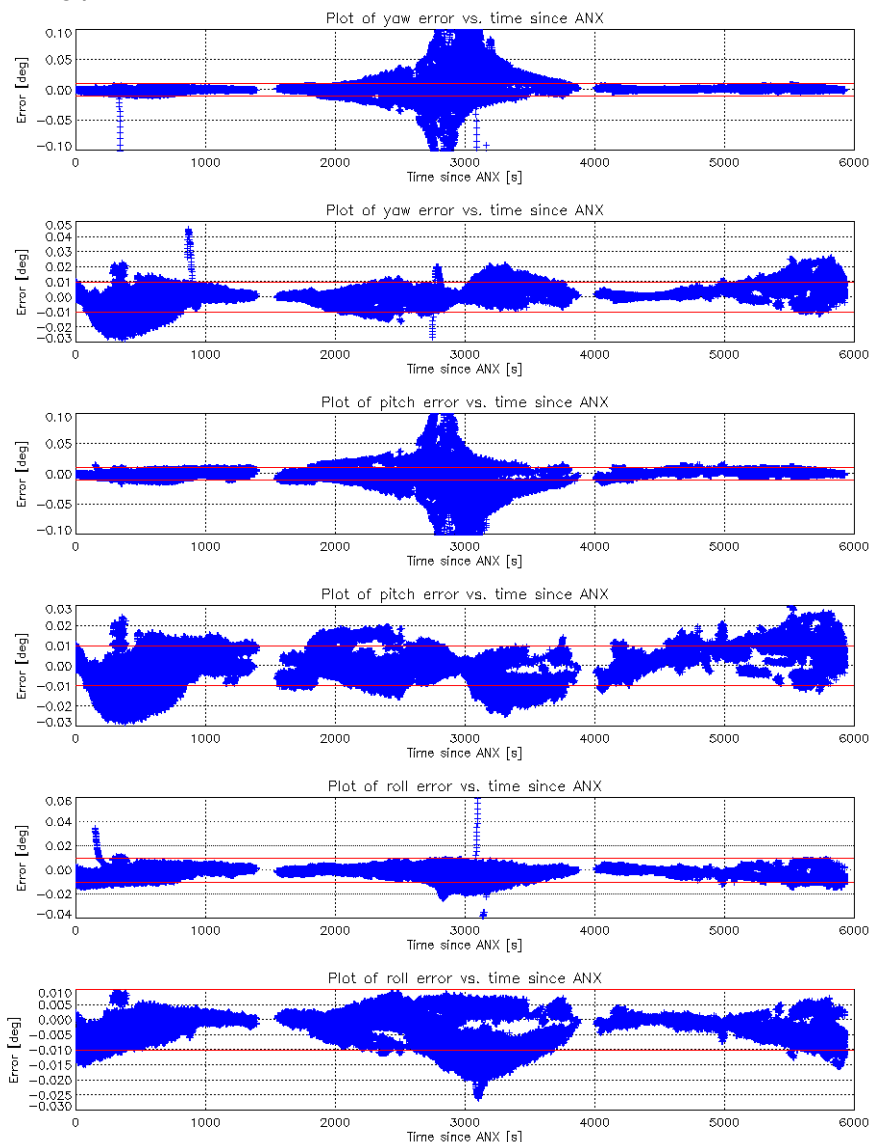 Plot of yaw error vs. time since ANX
0.10
0.05
0.00
−0.05
−0.10
Error [deg]
0 1000 2000 3000 4000 5000 6000
Time since ANX [s]
Plot of yaw error vs. time since ANX
0.05
0.04
0.03
0.02
0.01
0.00
−0.01
−0.02
−0.03
Error [deg]
0 1000 2000 3000 4000 5000 6000
Time since ANX [s]
Plot of pitch error vs. time since ANX
0.10
0.05
0.00
−0.05
−0.10
Error [deg]
0 1000 2000 3000 4000 5000 6000
Time since ANX [s]
Plot of pitch error vs. time since ANX
0.03
0.02
0.01
0.00
−0.01
−0.02
−0.03
Error [deg]
0 1000 2000 3000 4000 5000 6000
Time since ANX [s]
Plot of roll error vs. time since ANX
0.06
0.04
0.02
0.00
−0.02
−0.04
Error [deg]
0 1000 2000 3000 4000 5000 6000
Time since ANX [s]
Plot of roll error vs. time since ANX
0.010
0.005
0.000
−0.005
−0.010
−0.015
−0.020
−0.025
−0.030
Error [deg]
0 1000 2000 3000 4000 5000 6000
Time since ANX [s]